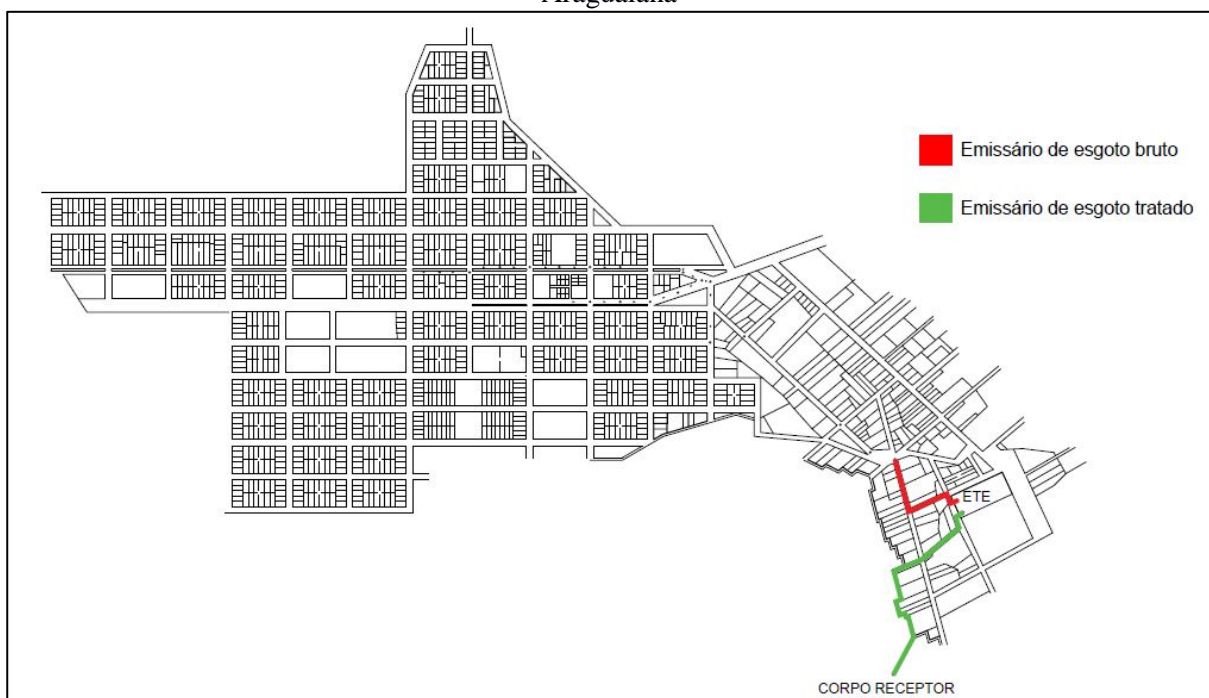 Araguaiana
Emissário de esgoto bruto
Emissário de esgoto tratado
ETE
CORPO RECEPTOR